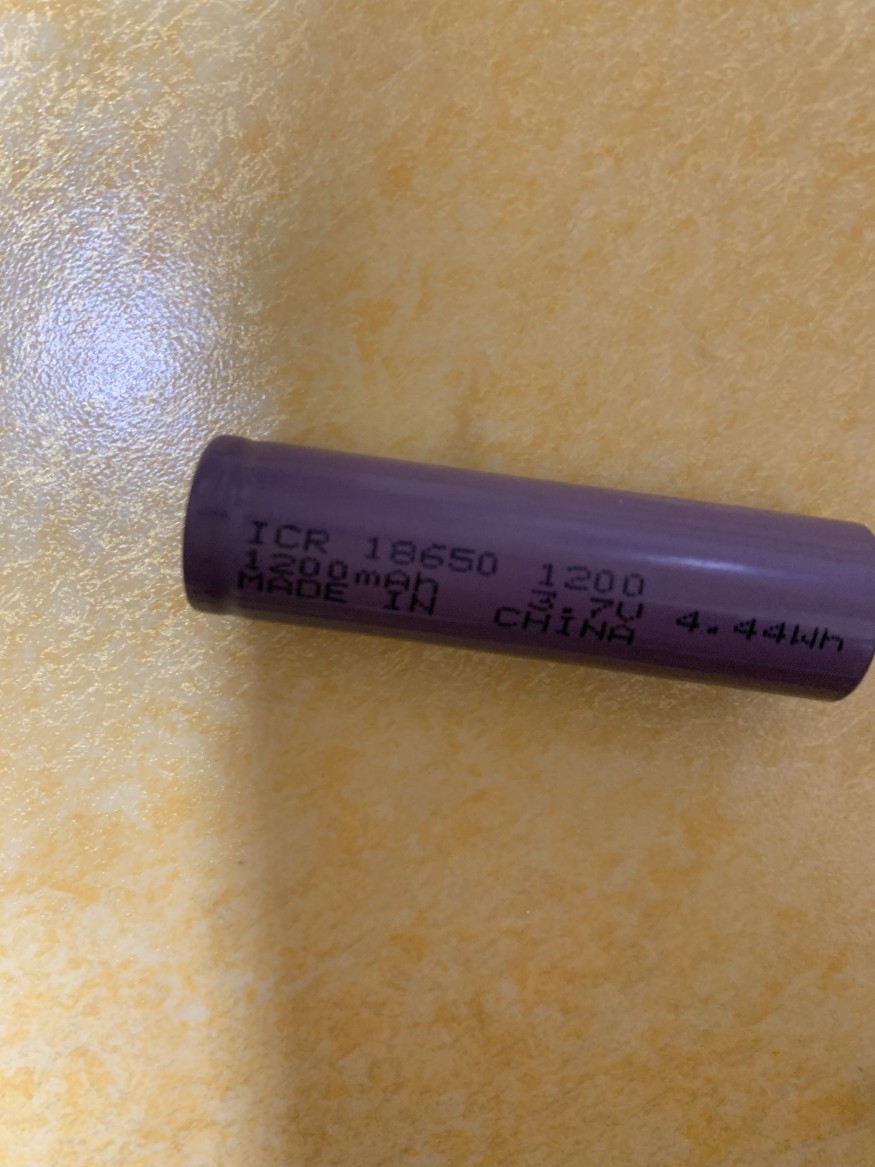 ICR 18650 1200
1200mAh 3.7V 4.44Wh
MADE IN CHINA